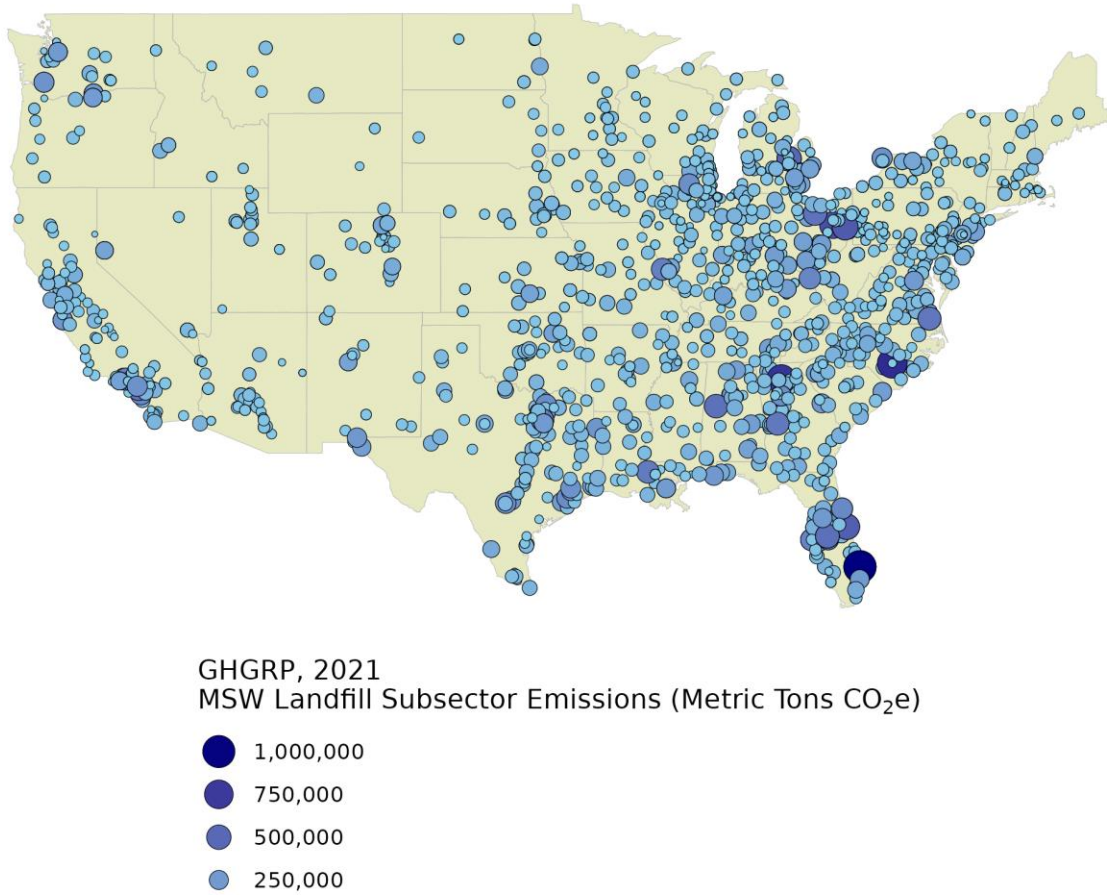 GHGRP, 2021
MSW Landfill Subsector Emissions (Metric Tons CO₂e)
1,000,000
750,000
500,000
250,000